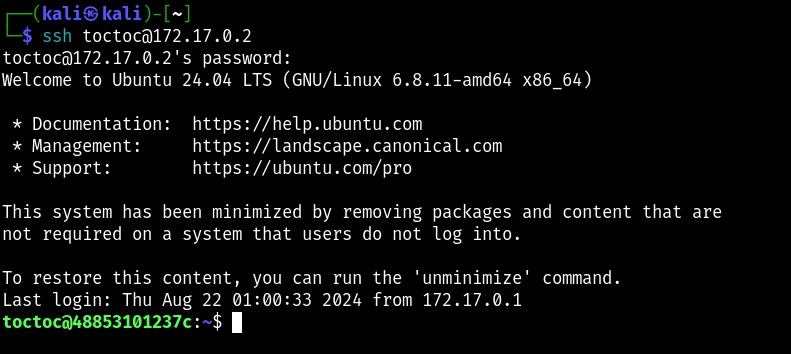 ┌──(kali㉿kali)-[~]
└─$ ssh toctoc@172.17.0.2
toctoc@172.17.0.2's password:
Welcome to Ubuntu 24.04 LTS (GNU/Linux 6.8.11-amd64 x86_64)

 * Documentation:  https://help.ubuntu.com
 * Management:     https://landscape.canonical.com
 * Support:        https://ubuntu.com/pro

This system has been minimized by removing packages and content that are
not required on a system that users do not log into.

To restore this content, you can run the 'unminimize' command.
Last login: Thu Aug 22 01:00:33 2024 from 172.17.0.1
toctoc@48853101237c:~$